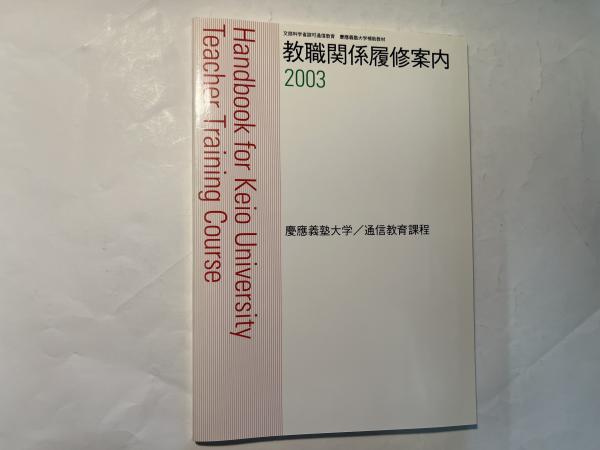 文部科学省認可通信教育 慶應義塾大学補助教材
教職関係履修案内
2003
Handbook for Keio University
Teacher Training Course
慶應義塾大学／通信教育課程